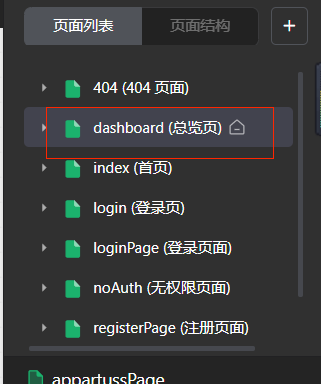 页面列表 页面结构 +
404 (404 页面)
dashboard (总览页)
index (首页)
login (登录页)
loginPage (登录页面)
noAuth (无权限页面)
registerPage (注册页面)
appartussPage